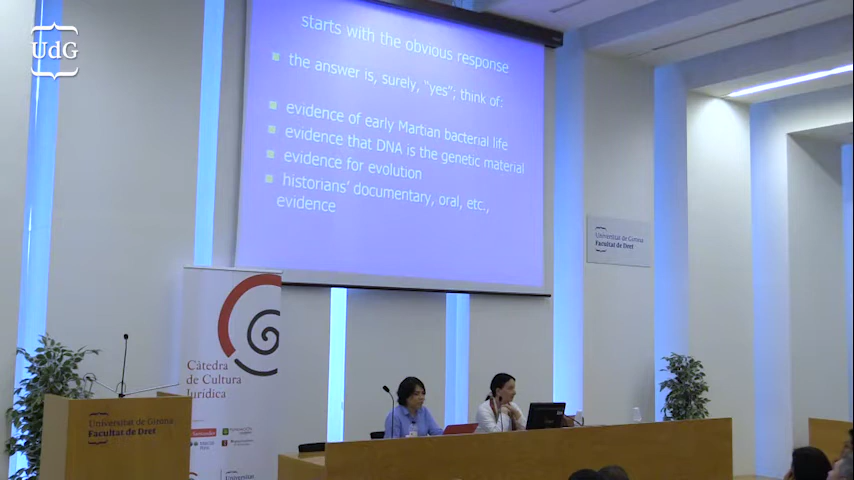 UdG
starts with the obvious response
the answer is, surely, “yes”; think of:
evidence of early Martian bacterial life
evidence that DNA is the genetic material
evidence for evolution
historians’ documentary, oral, etc.,
evidence
Universitat de Girona
Facultat de Dret
Càtedra
de Cultura
Jurídica
Universitat de Girona
Facultat de Dret
Universitat